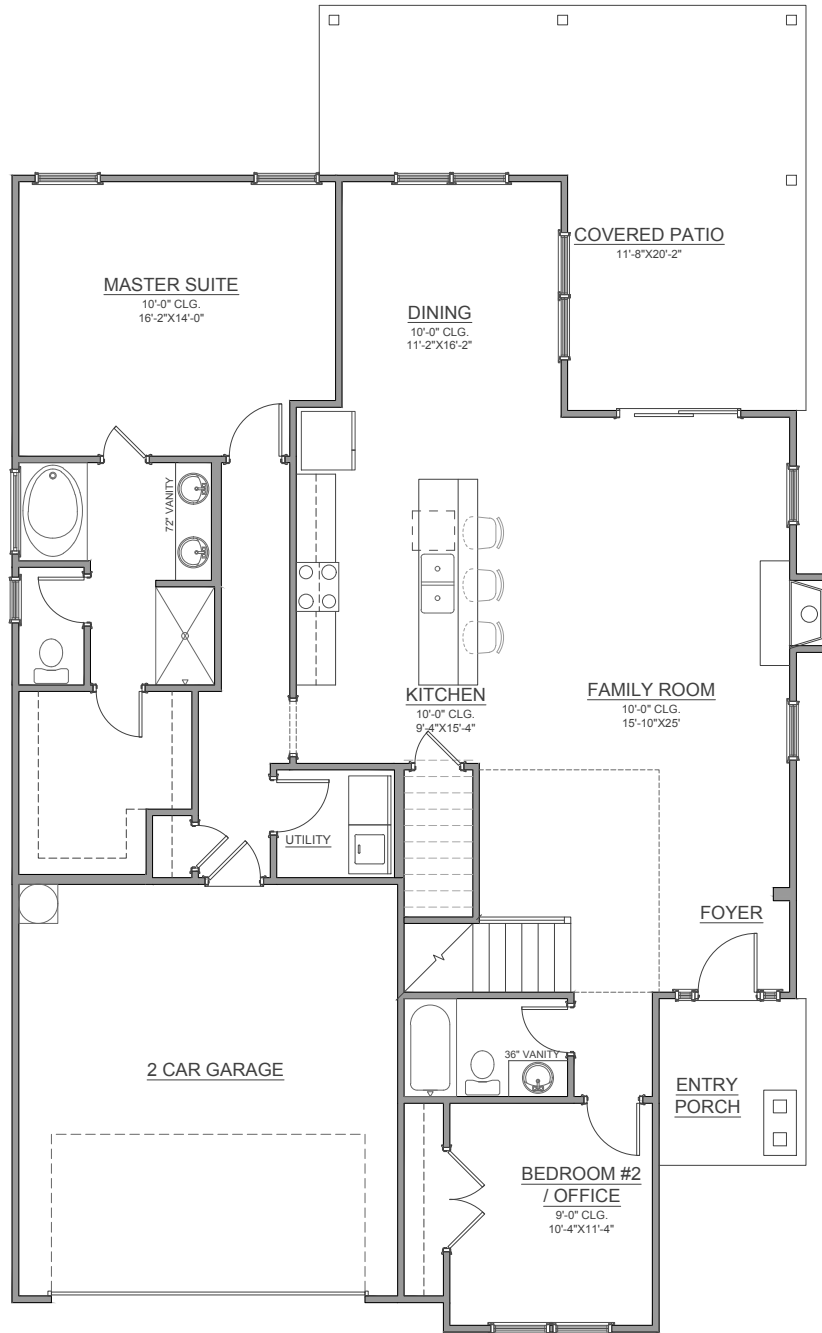 COVERED PATIO
11'-8"X20'-2"
MASTER SUITE
10'-0" CLG.
16'-2"X14'-0"
DINING
10'-0" CLG.
11'-2"X16'-2"
72" VANITY
KITCHEN
10'-0" CLG.
9'-4"X15'-4"
FAMILY ROOM
10'-0" CLG.
15'-10"X25'
UTILITY
FOYER
2 CAR GARAGE
36" VANITY
ENTRY
PORCH
BEDROOM #2
/ OFFICE
9'-0" CLG.
10'-4"X11'-4"